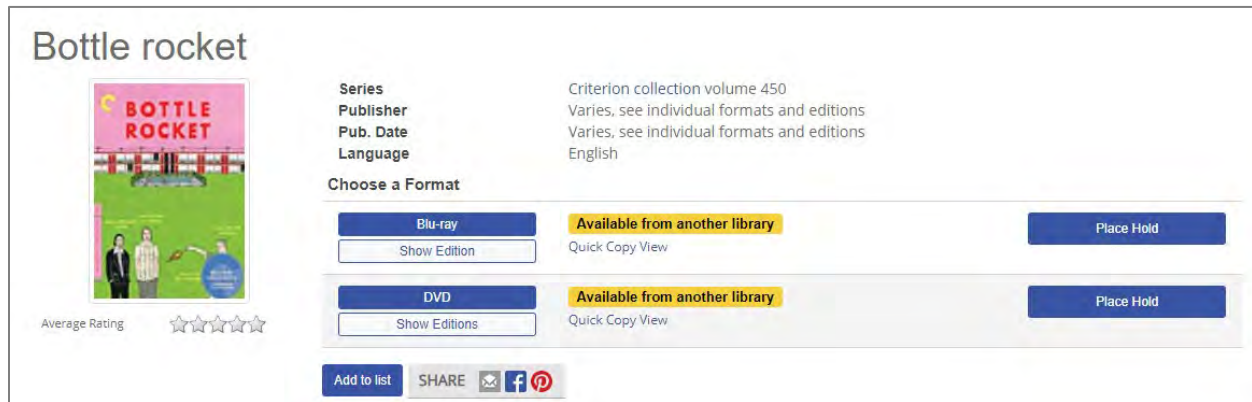 Bottle rocket
BOTTLE
ROCKET
Average Rating
Series Criterion collection volume 450
Publisher Varies, see individual formats and editions
Pub. Date Varies, see individual formats and editions
Language English
Choose a Format
Blu-ray Available from another library Place Hold
Show Edition Quick Copy View
DVD Available from another library Place Hold
Show Editions Quick Copy View
Add to list SHARE